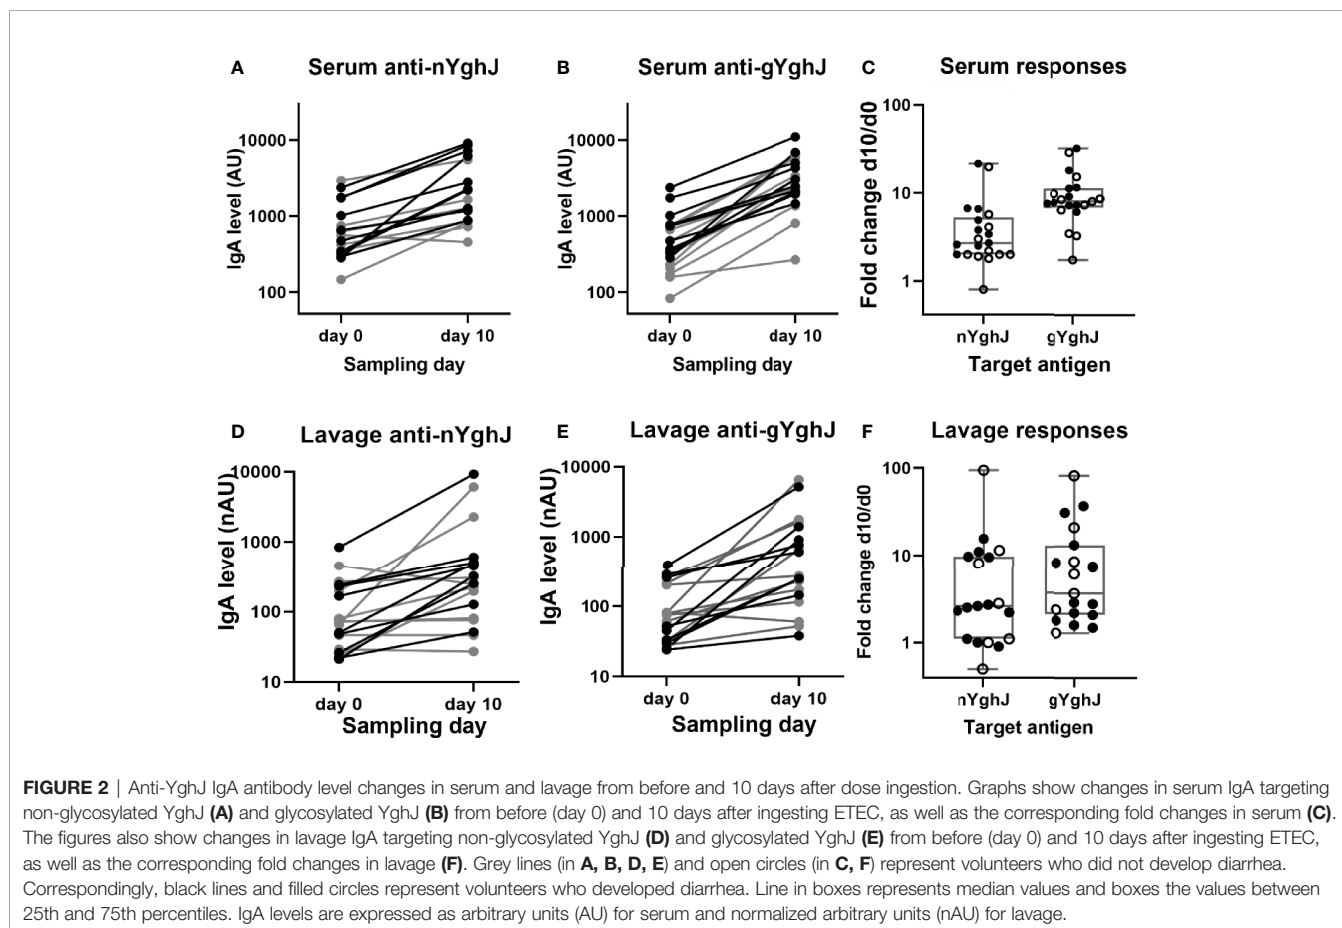 A Serum anti-nYghJ
IgA level (AU)
10000
1000
100
day 0 day 10
Sampling day
B Serum anti-gYghJ
IgA level (AU)
10000
1000
100
day 0 day 10
Sampling day
C Serum responses
Fold change d10/d0
100
10
1
nYghJ gYghJ
Target antigen
D Lavage anti-nYghJ
IgA level (nAU)
10000
1000
100
10
day 0 day 10
Sampling day
E Lavage anti-gYghJ
IgA level (nAU)
10000
1000
100
10
day 0 day 10
Sampling day
F Lavage responses
Fold change d10/d0
100
10
1
nYghJ gYghJ
Target antigen
FIGURE 2 | Anti-YghJ IgA antibody level changes in serum and lavage from before and 10 days after dose ingestion. Graphs show changes in serum IgA targeting
non-glycosylated YghJ (A) and glycosylated YghJ (B) from before (day 0) and 10 days after ingesting ETEC, as well as the corresponding fold changes in serum (C).
The figures also show changes in lavage IgA targeting non-glycosylated YghJ (D) and glycosylated YghJ (E) from before (day 0) and 10 days after ingesting ETEC,
as well as the corresponding fold changes in lavage (F). Grey lines (in A, B, D, E) and open circles (in C, F) represent volunteers who did not develop diarrhea.
Correspondingly, black lines and filled circles represent volunteers who developed diarrhea. Line in boxes represents median values and boxes the values between
25th and 75th percentiles. IgA levels are expressed as arbitrary units (AU) for serum and normalized arbitrary units (nAU) for lavage.